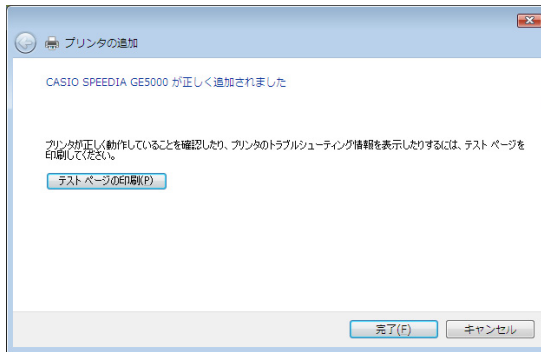 プリンタの追加
CASIO SPEEDIA GE5000 が正しく追加されました
プリンタが正しく動作していることを確認したり、プリンタのトラブルシューティング情報を表示したりするには、テスト ページを
印刷してください。
テスト ページの印刷(P)
完了(F)
キャンセル